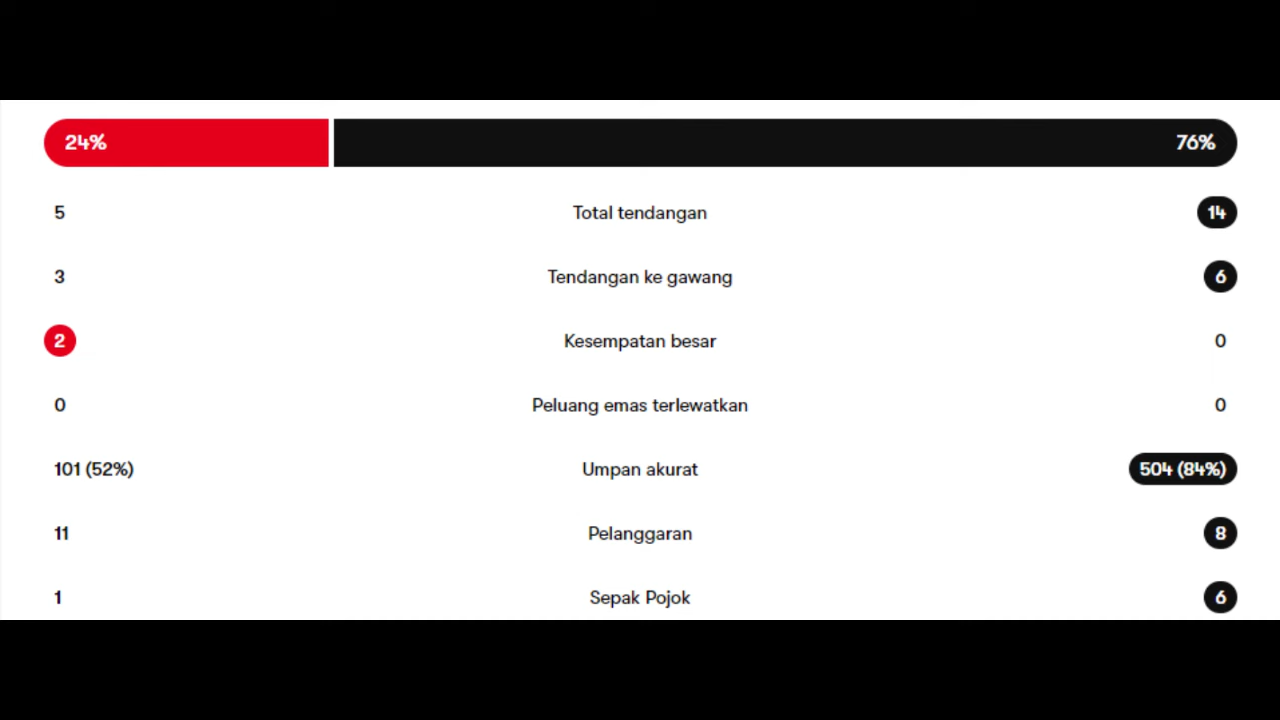 24% 76%
5 Total tendangan 14
3 Tendangan ke gawang 6
2 Kesempatan besar 0
0 Peluang emas terlewatkan 0
101 (52%) Umpan akurat 504 (84%)
11 Pelanggaran 8
1 Sepak Pojok 6